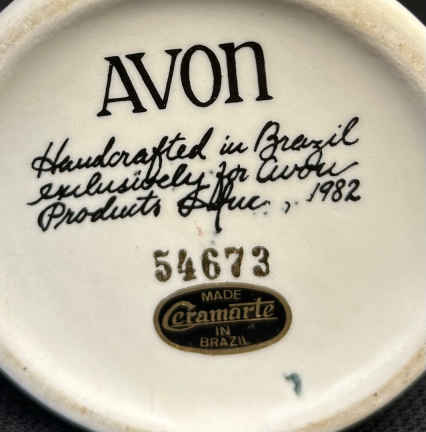 AVON
Handcrafted in Brazil
exclusively for Avon
Products Inc., 1982
54673
MADE
Ceramarte
IN
BRAZIL